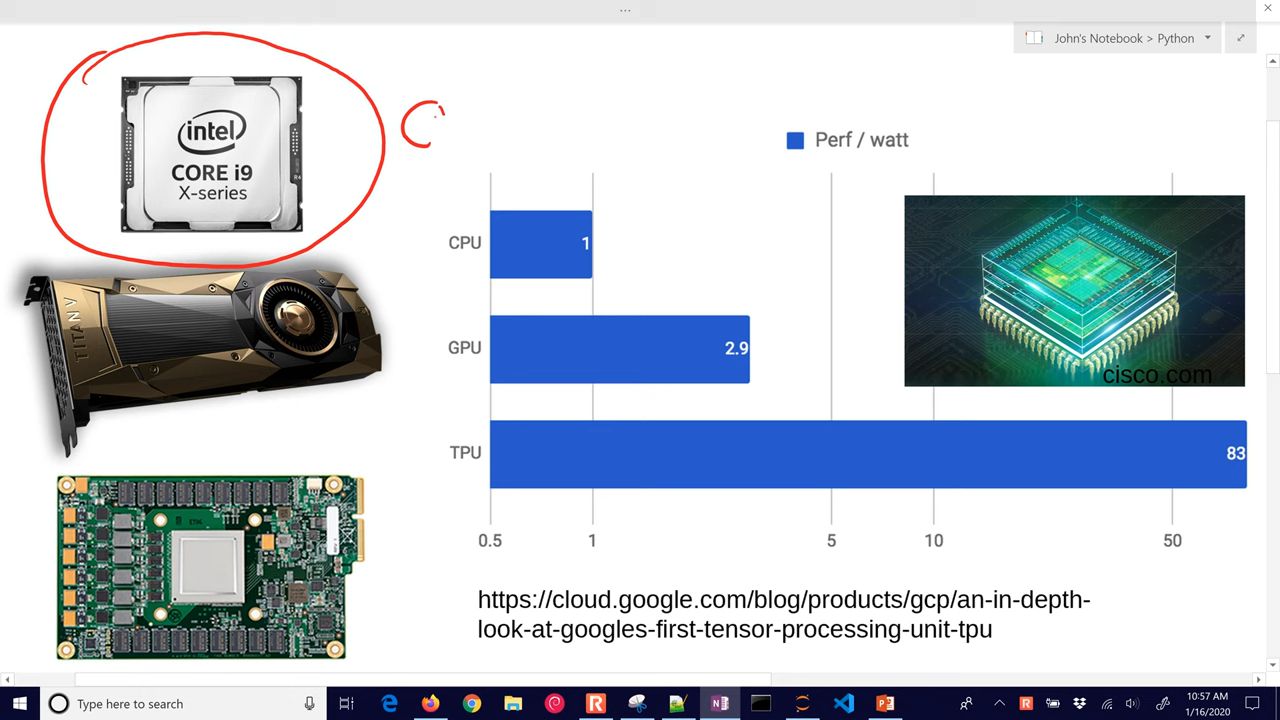 John's Notebook > Python
intel
CORE i9
X-series
R4
TITAN V
C
Perf / watt
CPU
1
GPU
2.9
TPU
83
0.5
1
5
10
50
cisco.com
https://cloud.google.com/blog/products/gcp/an-in-depth-
look-at-googles-first-tensor-processing-unit-tpu
Type here to search
10:57 AM
1/16/2020